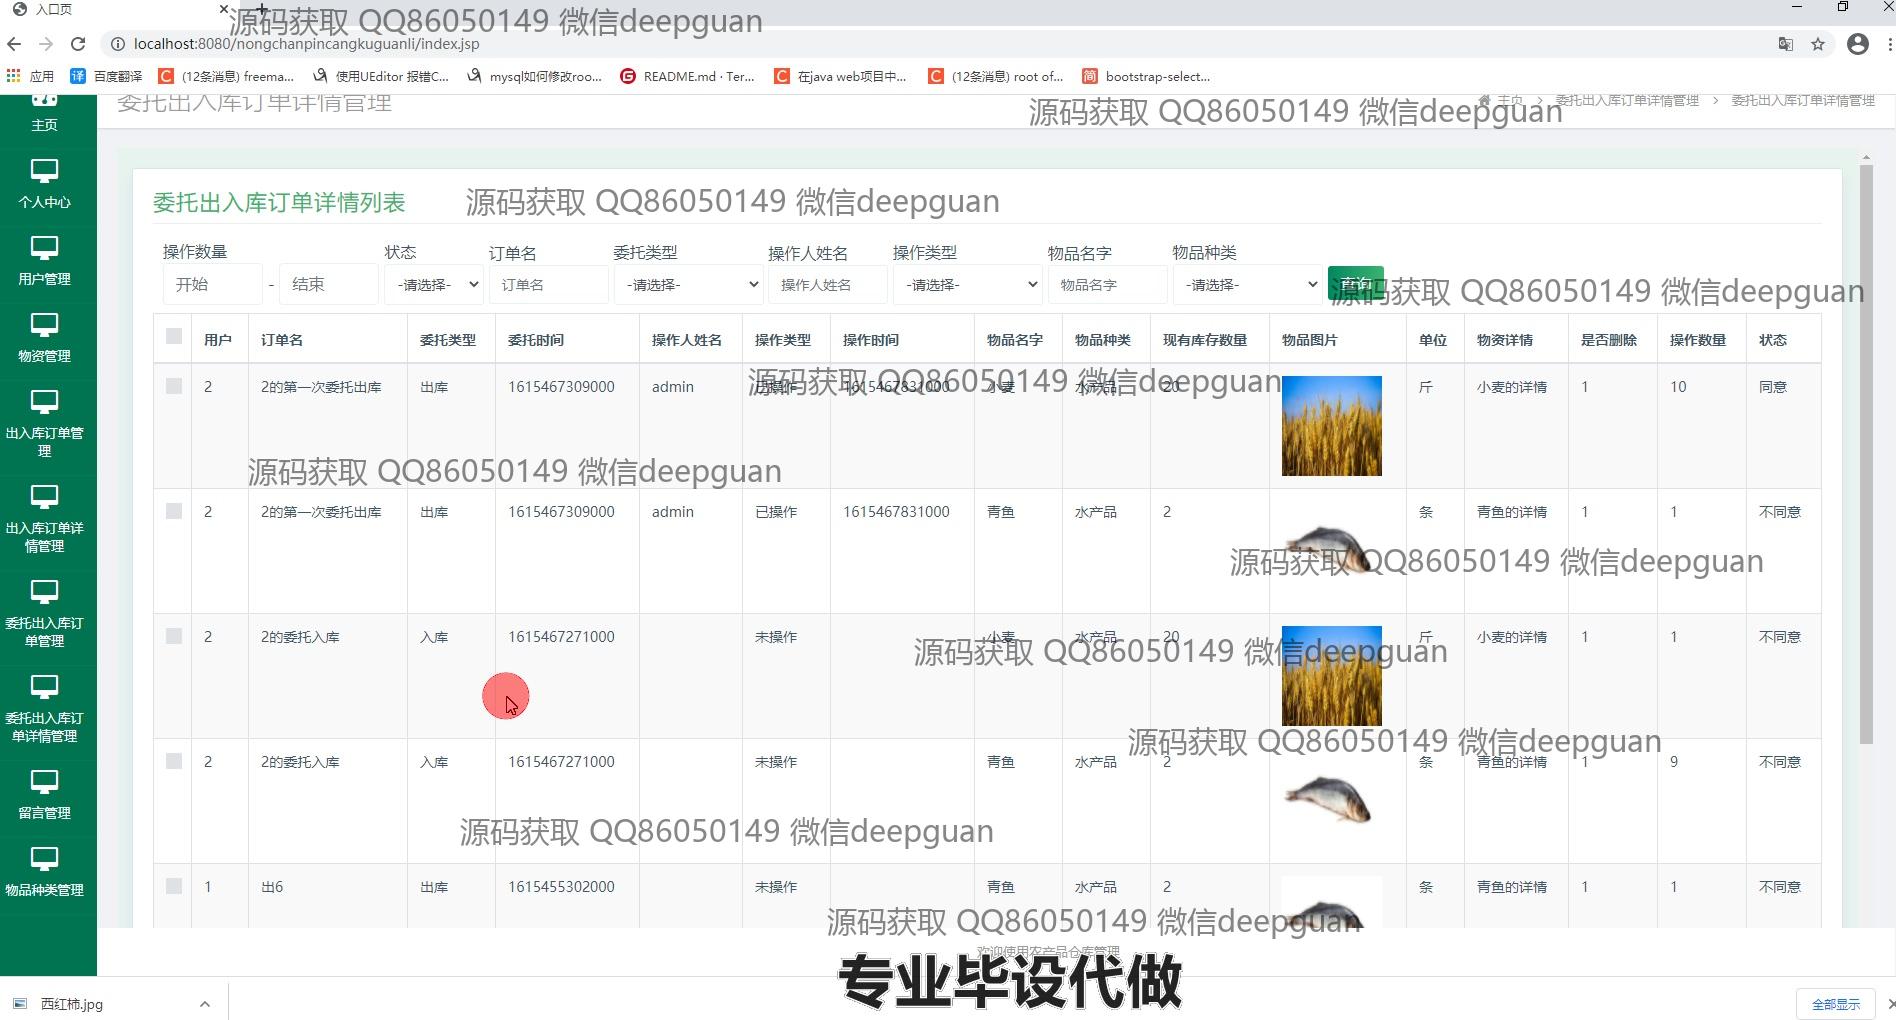 入口页
源码获取 QQ86050149 微信deepguan
localhost:8080/nongchanpincangkuguanli/index.jsp
应用 百度翻译 (12条消息) freema... 使用UEditor 报错C... mysql如何修改roo... README.md · Ter... 在java web项目中... (12条消息) root of... bootstrap-select...
委托出入库订单详情管理
主页 > 委托出入库订单详情管理 > 委托出入库订单详情管理
源码获取 QQ86050149 微信deepguan
主页
个人中心
用户管理
物资管理
出入库订单管
理
出入库订单详
情管理
委托出入库订
单管理
委托出入库订
单详情管理
留言管理
物品种类管理
委托出入库订单详情列表
源码获取 QQ86050149 微信deepguan
操作数量 状态 订单名 委托类型 操作人姓名 操作类型 物品名字 物品种类
开始 - 结束 -请选择- 订单名 -请选择- 操作人姓名 -请选择- 物品名字 -请选择- 查询
源码获取 QQ86050149 微信deepguan
用户 订单名 委托类型 委托时间 操作人姓名 操作类型 操作时间 物品名字 物品种类 现有库存数量 物品图片 单位 物资详情 是否删除 操作数量 状态
2 2的第一次委托出库 出库 1615467309000 admin 已操作 1615467831000 小麦 水产品 20 斤 小麦的详情 1 10 同意
源码获取 QQ86050149 微信deepguan
源码获取 QQ86050149 微信deepguan
2 2的第一次委托出库 出库 1615467309000 admin 已操作 1615467831000 青鱼 水产品 2 条 青鱼的详情 1 1 不同意
源码获取 QQ86050149 微信deepguan
2 2的委托入库 入库 1615467271000 未操作 小麦 水产品 20 斤 小麦的详情 1 1 不同意
源码获取 QQ86050149 微信deepguan
源码获取 QQ86050149 微信deepguan
2 2的委托入库 入库 1615467271000 未操作 青鱼 水产品 2 条 青鱼的详情 1 9 不同意
源码获取 QQ86050149 微信deepguan
1 出6 出库 1615455302000 未操作 青鱼 水产品 2 条 青鱼的详情 1 1 不同意
源码获取 QQ86050149 微信deepguan
欢迎使用农产品仓库管理
专业毕设代做
西红柿.jpg
全部显示